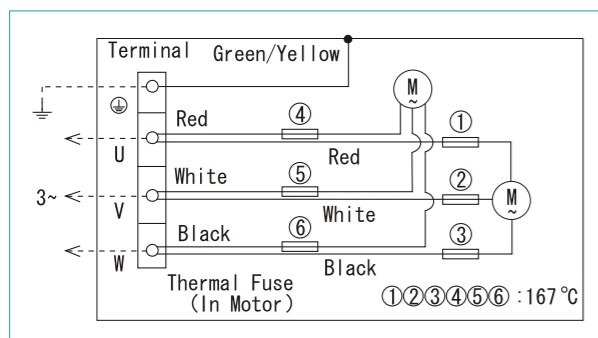 Terminal Green/Yellow
M
~
Red ④ ①
U Red
White ⑤ ② M
~
3~ V White
Black ⑥ ③
W Black
Thermal Fuse
(In Motor)
①②③④⑤⑥ :167℃